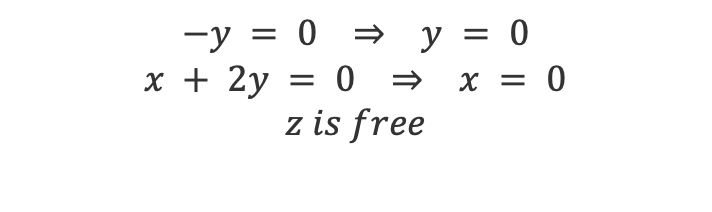 −y = 0 ⇒ y = 0
x + 2y = 0 ⇒ x = 0
z is free